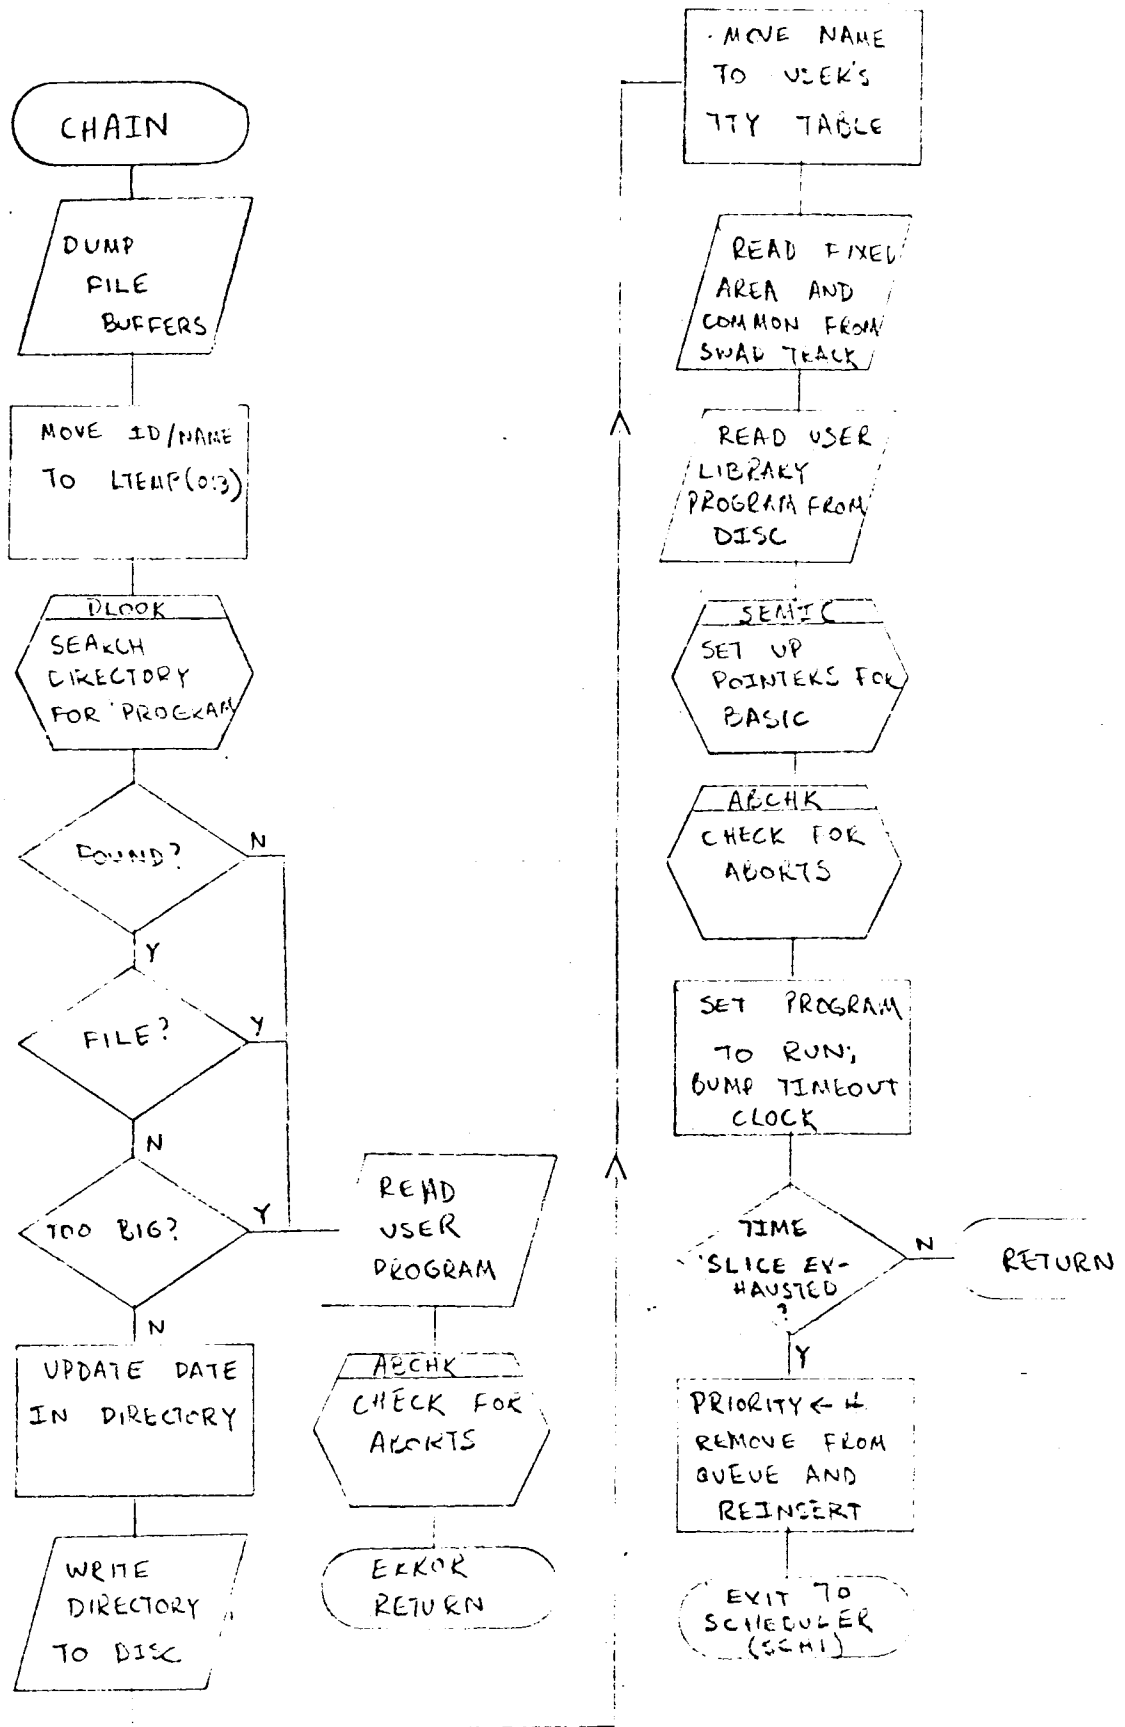 CHAIN
DUMP
FILE
BUFFERS
MOVE ID/NAME
TO LTEMP(0:3)
DLOOK
SEARCH
DIRECTORY
FOR PROGRAM
FOUND?
N
Y
FILE?
Y
N
TOO BIG?
Y
N
UPDATE DATE
IN DIRECTORY
WRITE
DIRECTORY
TO DISC
READ
USER
PROGRAM
ABCHK
CHECK FOR
ABORTS
ERROR
RETURN
MOVE NAME
TO USER'S
TTY TABLE
READ FIXED
AREA AND
COMMON FROM
SWAP TRACK
READ USER
LIBRARY
PROGRAM FROM
DISC
SEMIC
SET UP
POINTERS FOR
BASIC
ABCHK
CHECK FOR
ABORTS
SET PROGRAM
TO RUN;
BUMP TIMEOUT
CLOCK
TIME
SLICE EX-
HAUSTED
?
N
RETURN
Y
PRIORITY ←
REMOVE FROM
QUEUE AND
REINSERT
EXIT TO
SCHEDULER
(SCH1)